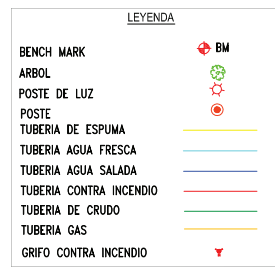 LEYENDA
BENCH MARK BM
ARBOL
POSTE DE LUZ
POSTE
TUBERIA DE ESPUMA
TUBERIA AGUA FRESCA
TUBERIA AGUA SALADA
TUBERIA CONTRA INCENDIO
TUBERIA DE CRUDO
TUBERIA GAS
GRIFO CONTRA INCENDIO